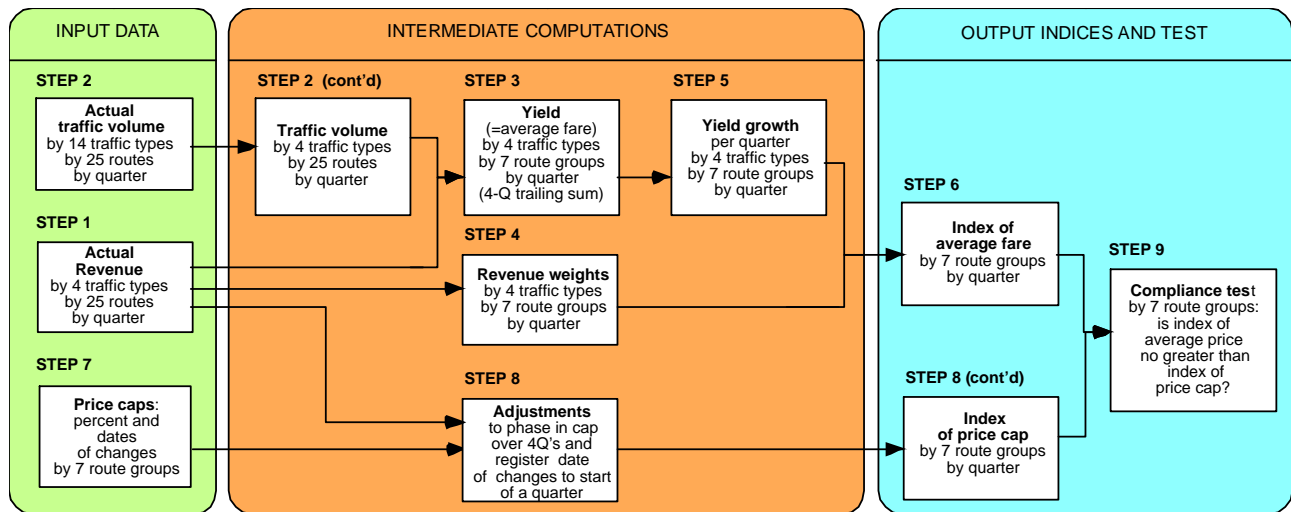 INPUT DATA
STEP 2
Actual
traffic volume
by 14 traffic types
by 25 routes
by quarter
STEP 1
Actual
Revenue
by 4 traffic types
by 25 routes
by quarter
STEP 7
Price caps:
percent and
dates
of changes
by 7 route groups
INTERMEDIATE COMPUTATIONS
STEP 2 (cont'd)
Traffic volume
by 4 traffic types
by 25 routes
by quarter
STEP 3
Yield
(=average fare)
by 4 traffic types
by 7 route groups
by quarter
(4-Q trailing sum)
STEP 5
Yield growth
per quarter
by 4 traffic types
by 7 route groups
by quarter
STEP 4
Revenue weights
by 4 traffic types
by 7 route groups
by quarter
STEP 8
Adjustments
to phase in cap
over 4Q's and
register date
of changes to start
of a quarter
OUTPUT INDICES AND TEST
STEP 6
Index of
average fare
by 7 route groups
by quarter
STEP 8 (cont'd)
Index
of price cap
by 7 route groups
by quarter
STEP 9
Compliance test
by 7 route groups:
is index of
average price
no greater than
index of
price cap?